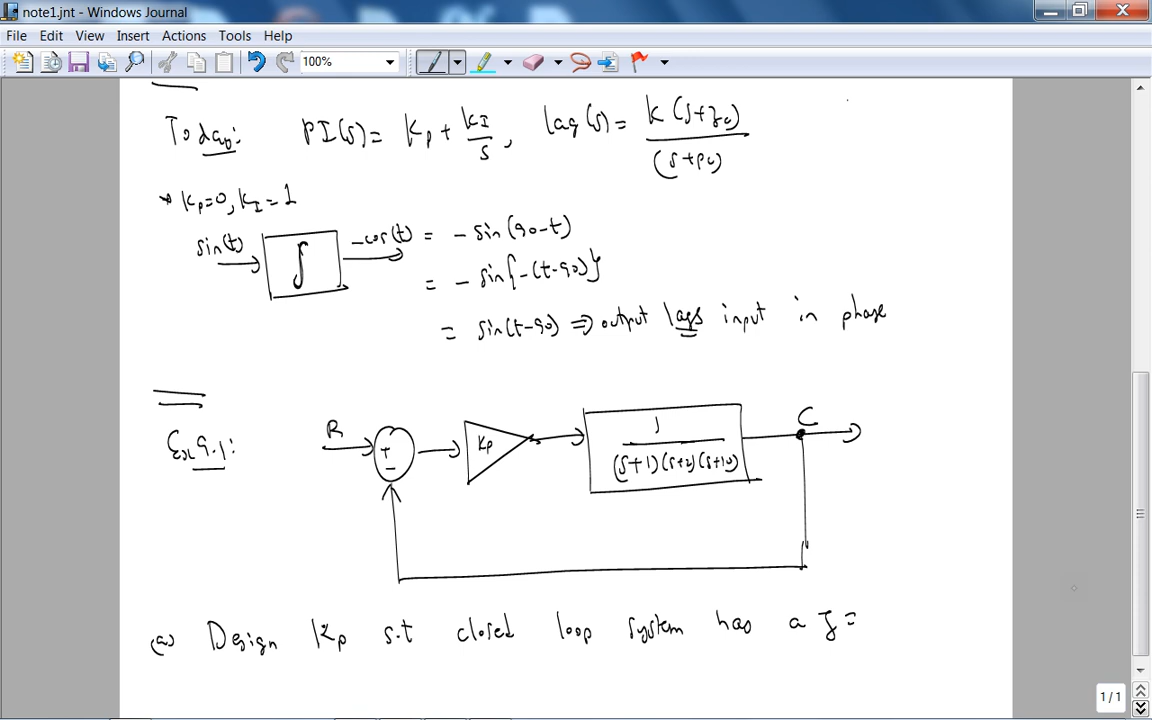 note1.jnt - Windows Journal
File Edit View Insert Actions Tools Help
100%
Today: PI(s) = Kp + KI/s , lag(s) = K(s+zc)/(s+pc)
* Kp=0, KI=1
sin(t) ∫ -cos(t) = - sin(90-t)
= - sin{-(t-90)}
= sin(t-90) ⇒ output lags input in phase
Ex 9.1:
R + - Kp 1/(s+1)(s+2)(s+10) C
(a) Design Kp s.t closed loop system has a ζ =
1/1